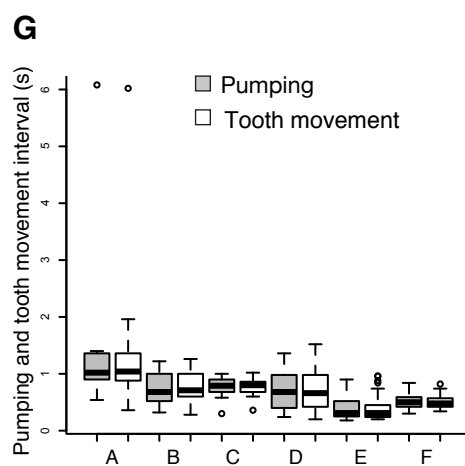 G
Pumping and tooth movement interval (s)
Pumping
Tooth movement
6
5
4
3
2
1
0
A B C D E F